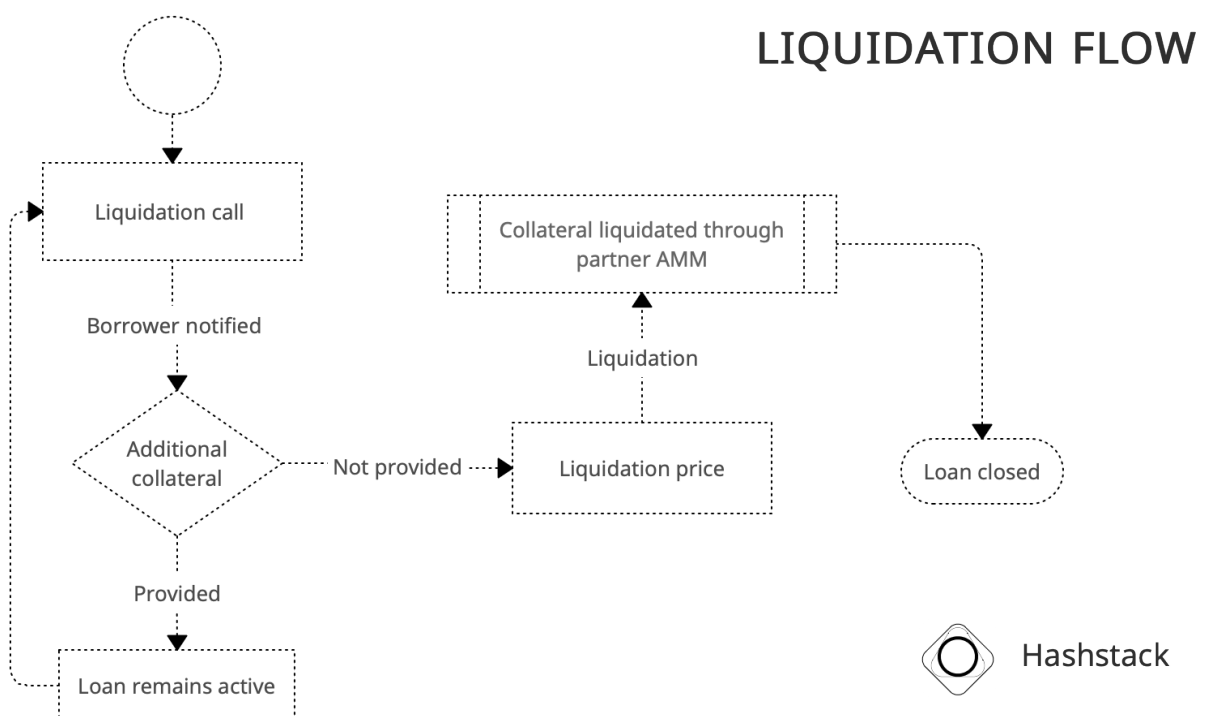 LIQUIDATION FLOW
Liquidation call
Collateral liquidated through
partner AMM
Borrower notified
Liquidation
Additional
collateral
Not provided
Liquidation price
Loan closed
Provided
Loan remains active
Hashstack